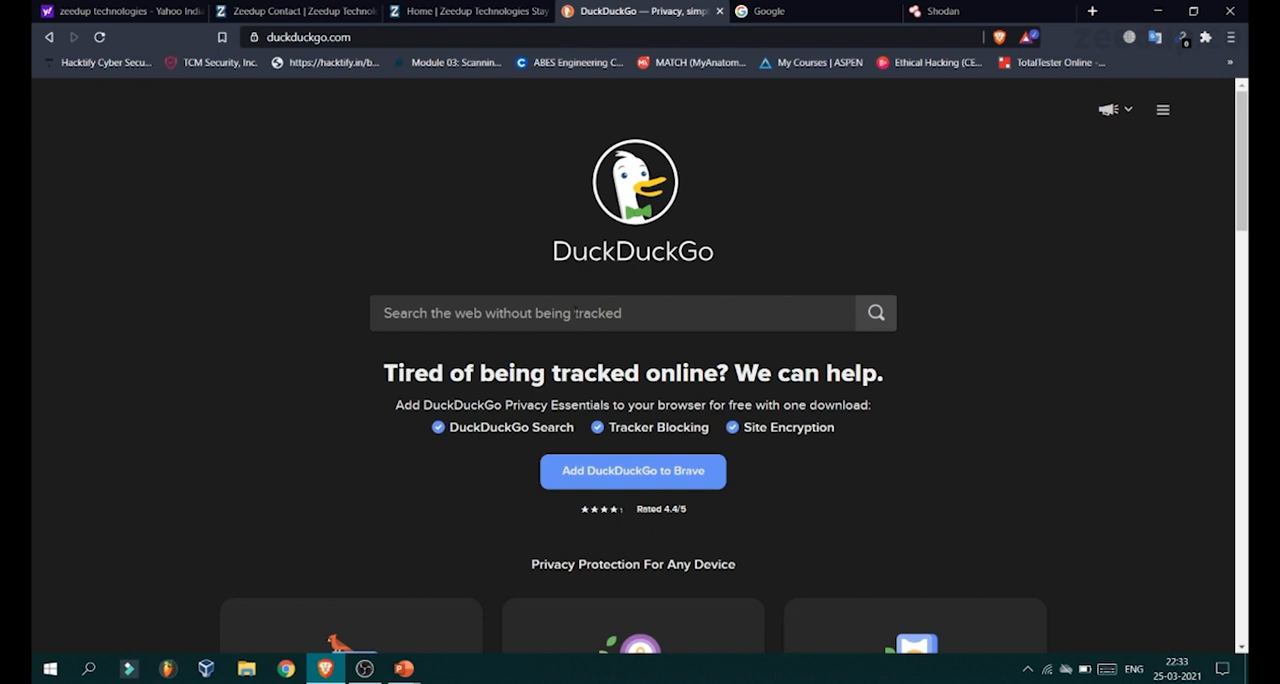 zeedup technologies - Yahoo Indi
Zeedup Contact | Zeedup Technol
Home | Zeedup Technologies Stay
DuckDuckGo — Privacy, simp
Google
Shodan
duckduckgo.com
Hacktify Cyber Secu...
TCM Security, Inc.
https://hacktify.in/b...
Module 03: Scannin...
ABES Engineering C...
MATCH (MyAnatom...
My Courses | ASPEN
Ethical Hacking (CE...
TotalTester Online -...
DuckDuckGo
Search the web without being tracked
Tired of being tracked online? We can help.
Add DuckDuckGo Privacy Essentials to your browser for free with one download:
DuckDuckGo Search Tracker Blocking Site Encryption
Add DuckDuckGo to Brave
Rated 4.4/5
Privacy Protection For Any Device
ENG
22:33
25-03-2021